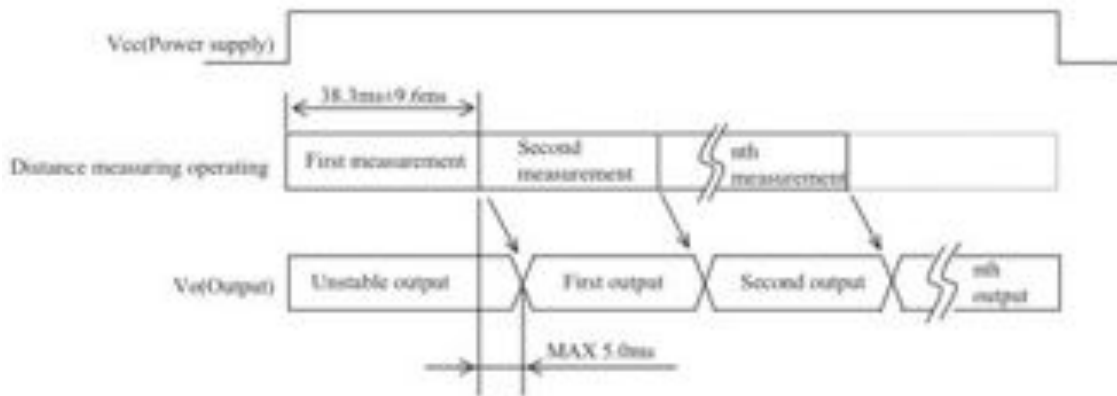 Vcc(Power supply)
38.3ms±9.6ms
Distance measuring operating
First measurement
Second
measurement
nth
measurement
Vo(Output)
Unstable output
First output
Second output
nth
output
MAX 5.0ms